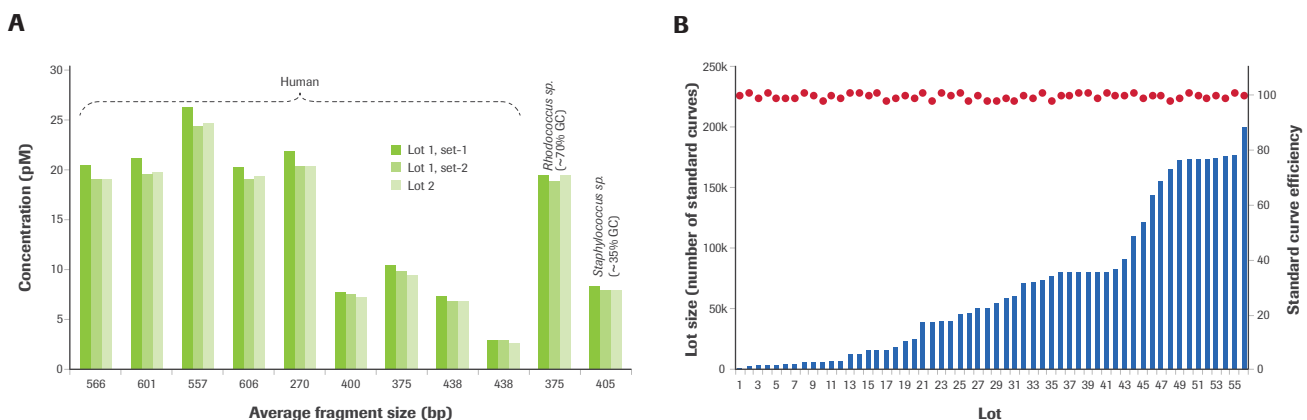 A
30
25
20
15
10
5
0
Concentration (pM)
Human
Lot 1, set-1
Lot 1, set-2
Lot 2
Rhodococcus sp.
(~70% GC)
Staphylococcus sp.
(~35% GC)
566 601 557 606 270 400 375 438 438 375 405
Average fragment size (bp)
B
250k
200k
150k
100k
50k
0
Lot size (number of standard curves)
100
80
60
40
20
0
Standard curve efficiency
1 3 5 7 9 11 13 15 17 19 21 23 25 27 29 31 33 35 37 39 41 43 45 47 49 51 53 55
Lot